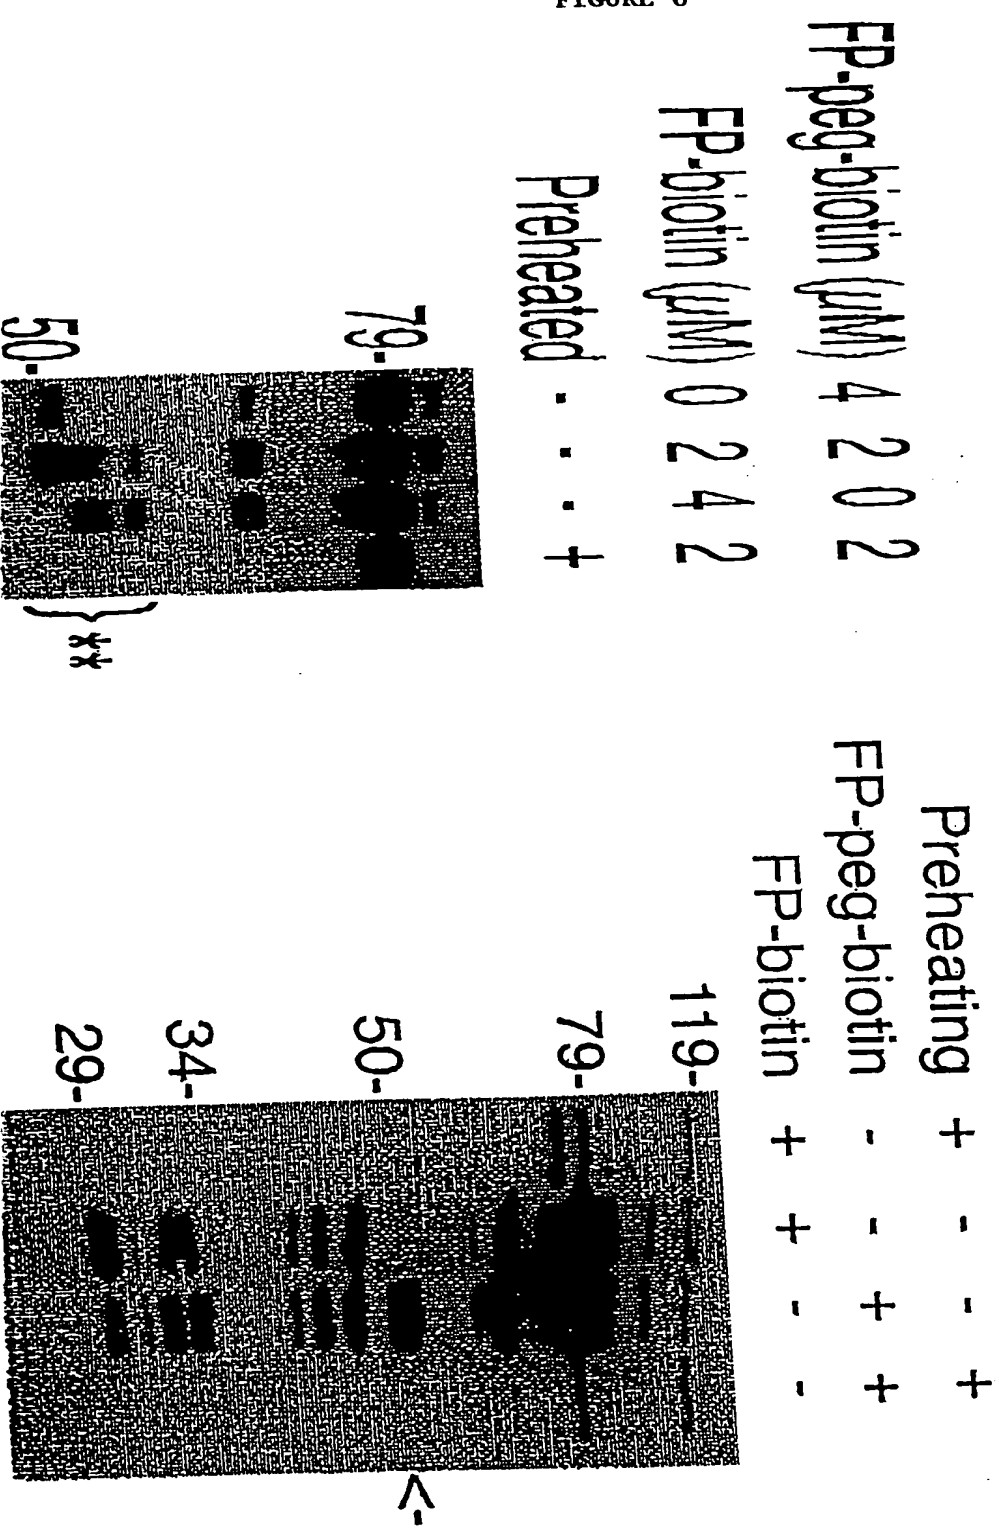 FIGURE
FP-peg-biotin (μM) 4 2 0 2
FP-biotin (μM) 0 2 4 2
Preheated - - - +
79-
50-
**
Preheating + - - +
FP-peg-biotin - - + +
FP-biotin + + - -
119-
79-
50-
<-
34-
29-